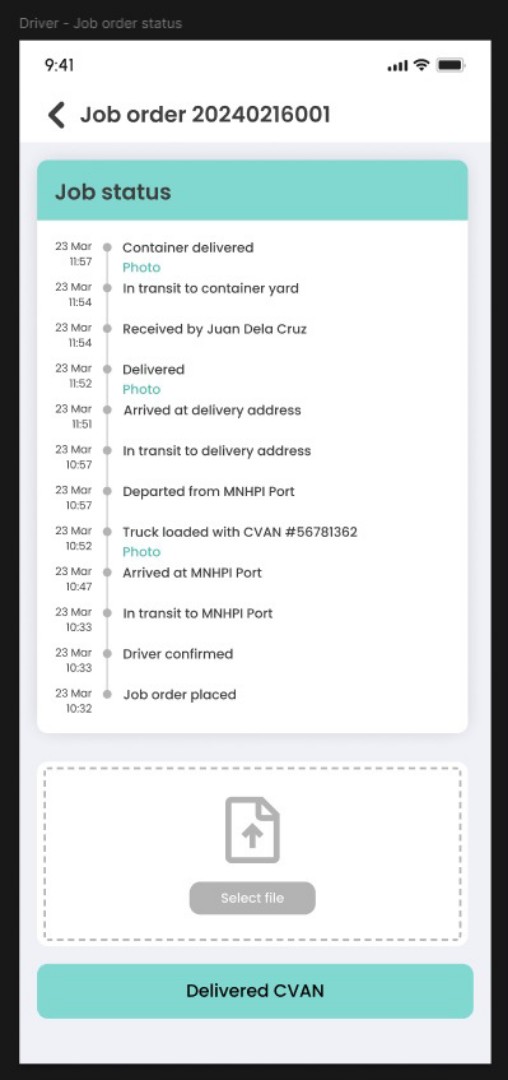 Driver - Job order status
9:41
Job order 20240216001
Job status
23 Mar
11:57
Container delivered
Photo
23 Mar
11:54
In transit to container yard
23 Mar
11:54
Received by Juan Dela Cruz
23 Mar
11:52
Delivered
Photo
23 Mar
11:51
Arrived at delivery address
23 Mar
10:57
In transit to delivery address
23 Mar
10:57
Departed from MNHPI Port
23 Mar
10:52
Truck loaded with CVAN #56781362
Photo
23 Mar
10:47
Arrived at MNHPI Port
23 Mar
10:33
In transit to MNHPI Port
23 Mar
10:33
Driver confirmed
23 Mar
10:32
Job order placed
Select file
Delivered CVAN